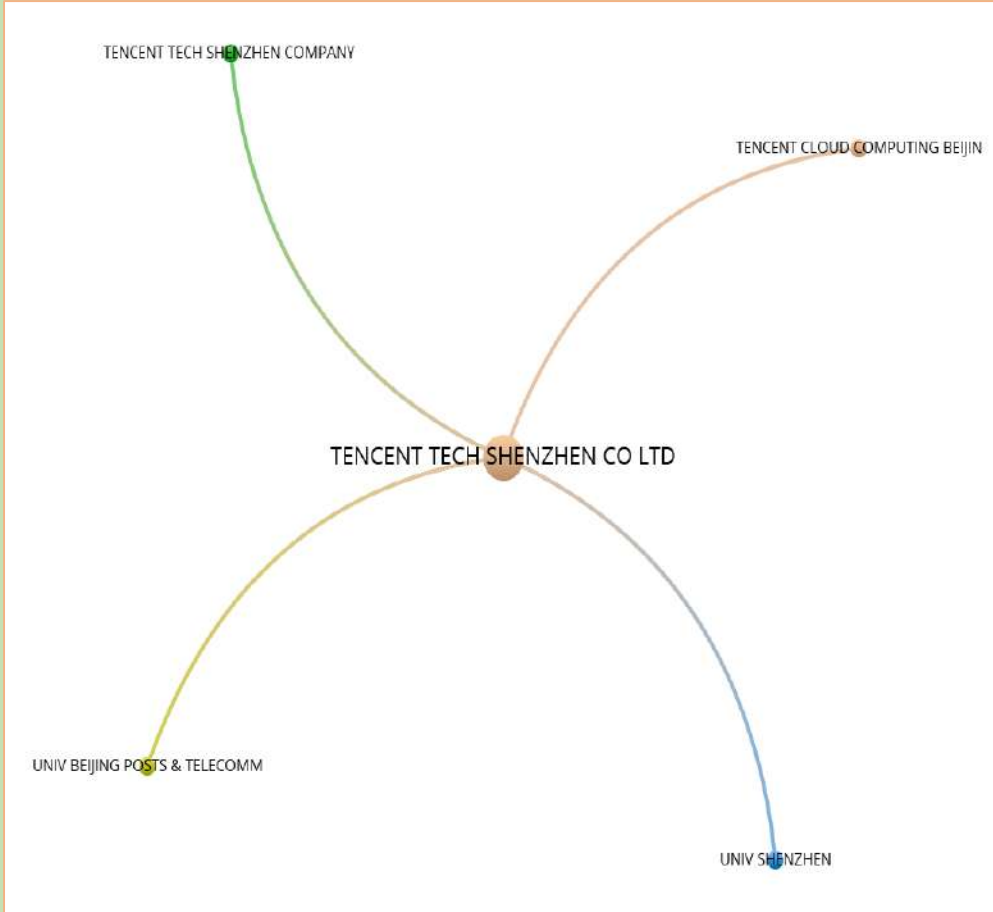 TENCENT TECH SHENZHEN COMPANY
TENCENT CLOUD COMPUTING BEIJIN
TENCENT TECH SHENZHEN CO LTD
UNIV BEIJING POSTS & TELECOMM
UNIV SHENZHEN